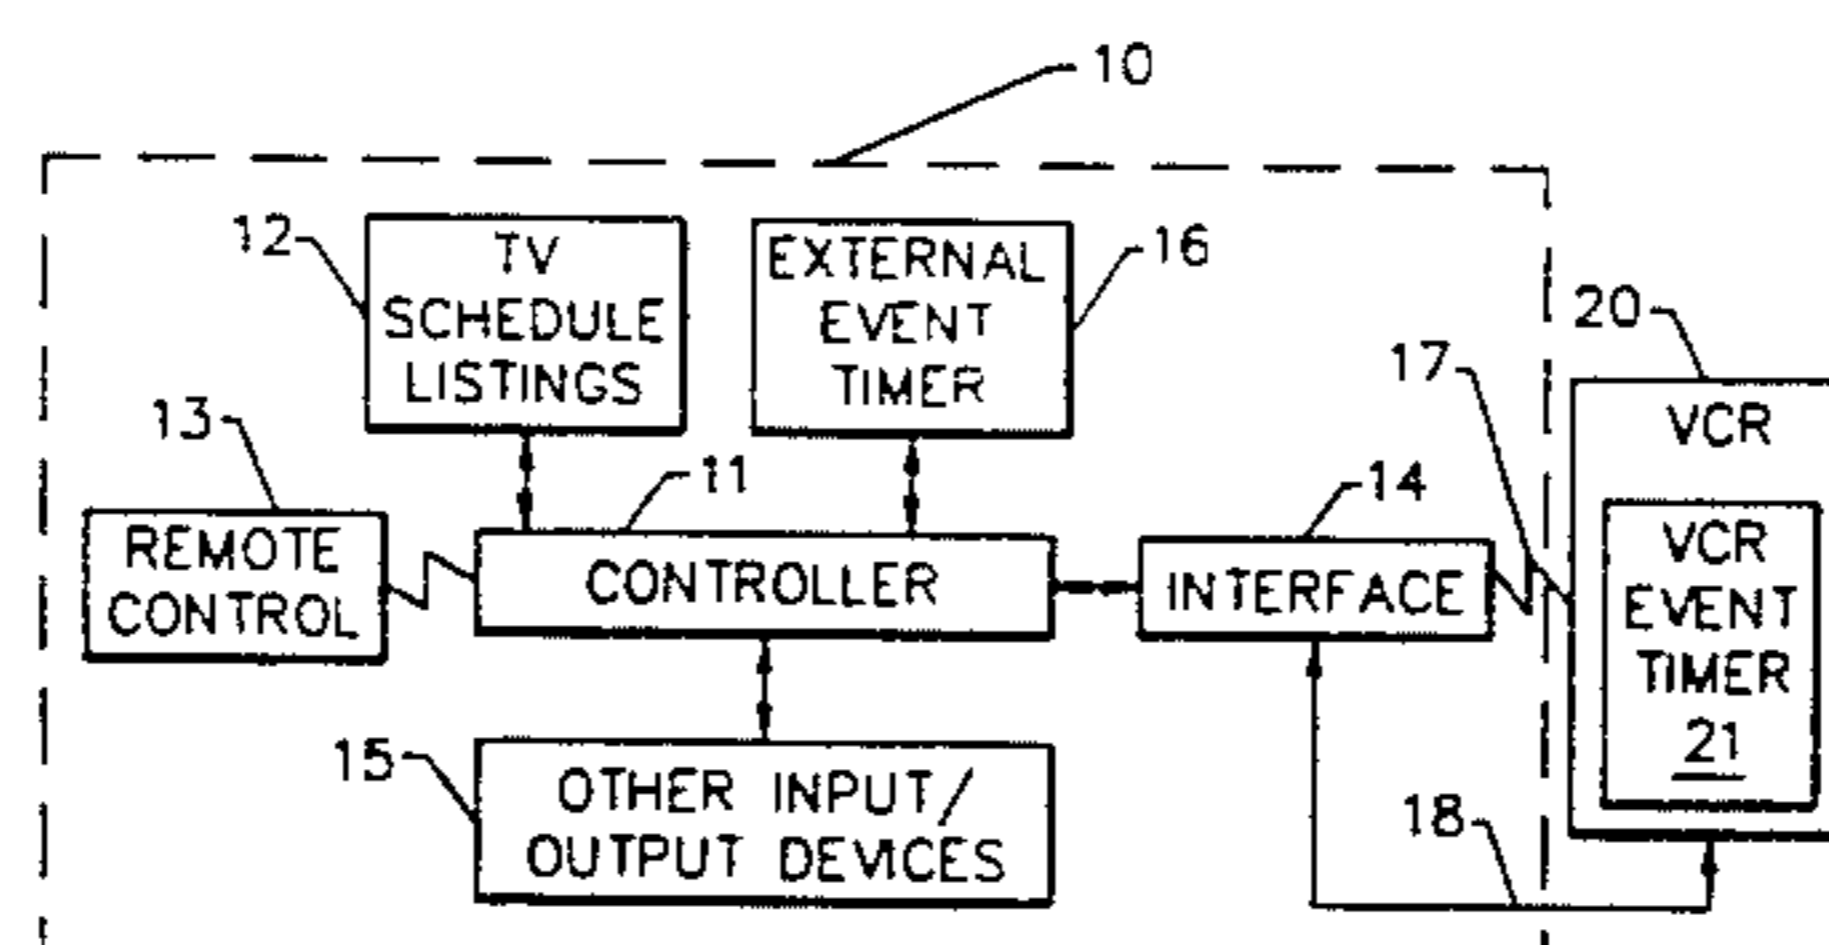 10
12
TV
SCHEDULE
LISTINGS
EXTERNAL
EVENT
TIMER
16
20
17
VCR
13
11
14
REMOTE
CONTROL
CONTROLLER
INTERFACE
VCR
EVENT
TIMER
21
15
OTHER INPUT/
OUTPUT DEVICES
18